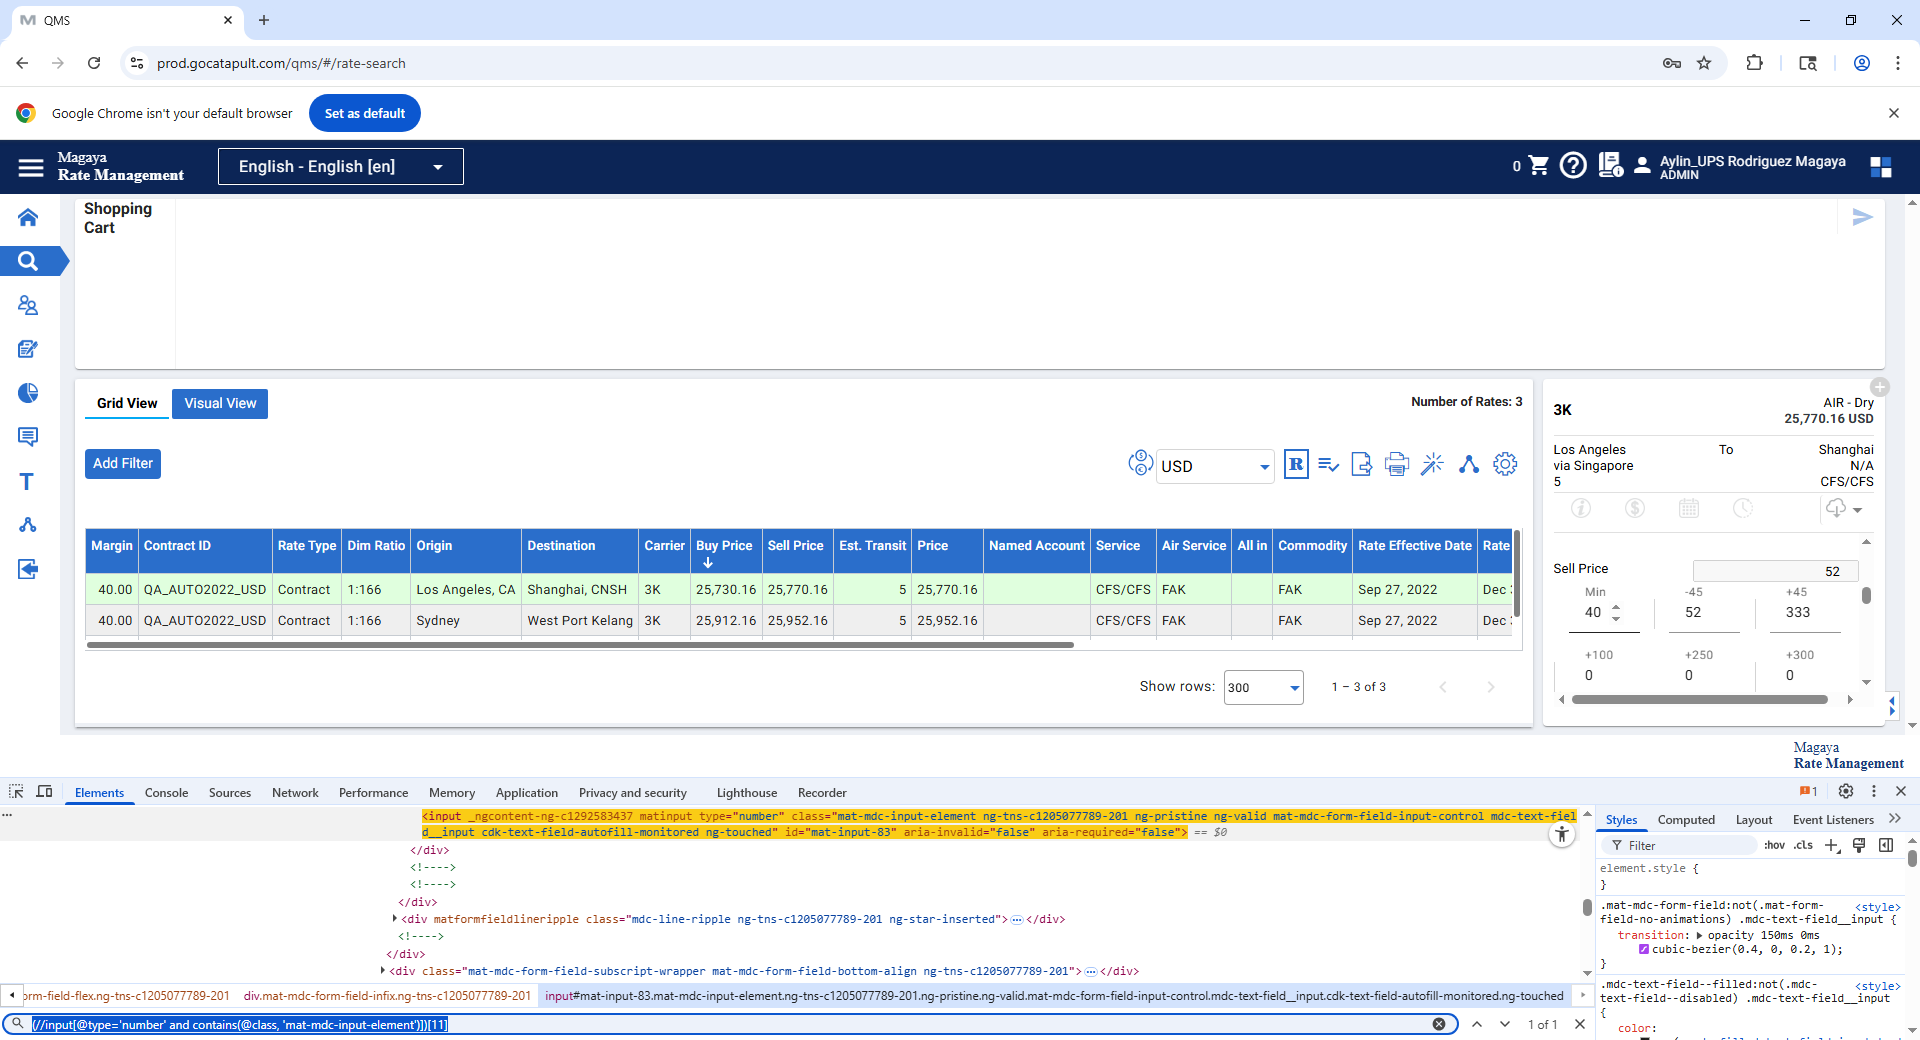 QMS
prod.gocatapult.com/qms/#/rate-search
Google Chrome isn't your default browser
Set as default
Magaya
Rate Management
English - English [en]
0
Aylin_UPS Rodriguez Magaya
ADMIN
Shopping
Cart
Grid View
Visual View
Number of Rates: 3
Add Filter
USD
R
Margin Contract ID Rate Type Dim Ratio Origin Destination Carrier Buy Price Sell Price Est. Transit Price Named Account Service Air Service All in Commodity Rate Effective Date Rate
40.00 QA_AUTO2022_USD Contract 1:166 Los Angeles, CA Shanghai, CNSH 3K 25,730.16 25,770.16 5 25,770.16 CFS/CFS FAK FAK Sep 27, 2022 Dec
40.00 QA_AUTO2022_USD Contract 1:166 Sydney West Port Kelang 3K 25,912.16 25,952.16 5 25,952.16 CFS/CFS FAK FAK Sep 27, 2022 Dec
Show rows: 300 1 – 3 of 3
3K
AIR - Dry
25,770.16 USD
Los Angeles To Shanghai
via Singapore N/A
5 CFS/CFS
Sell Price 52
Min -45 +45
40 52 333
+100 +250 +300
0 0 0
Magaya
Rate Management
Elements Console Sources Network Performance Memory Application Privacy and security Lighthouse Recorder
1
...
<input _ngcontent-ng-c1292583437 matinput type="number" class="mat-mdc-input-element ng-tns-c1205077789-201 ng-pristine ng-valid mat-mdc-form-field-input-control mdc-text-fiel
d__input cdk-text-field-autofill-monitored ng-touched" id="mat-input-83" aria-invalid="false" aria-required="false"> == $0
</div>
<!---->
<!---->
</div>
<div matformfieldlineripple class="mdc-line-ripple ng-tns-c1205077789-201 ng-star-inserted">…</div>
<!---->
</div>
<div class="mat-mdc-form-field-subscript-wrapper mat-mdc-form-field-bottom-align ng-tns-c1205077789-201">…</div>
orm-field-flex.ng-tns-c1205077789-201 div.mat-mdc-form-field-infix.ng-tns-c1205077789-201 input#mat-input-83.mat-mdc-input-element.ng-tns-c1205077789-201.ng-pristine.ng-valid.mat-mdc-form-field-input-control.mdc-text-field__input.cdk-text-field-autofill-monitored.ng-touched
(//input[@type='number' and contains(@class, 'mat-mdc-input-element')])[11]
1 of 1
Styles Computed Layout Event Listeners
Filter :hov .cls
element.style {
}
.mat-mdc-form-field:not(.mat-form- <style>
field-no-animations) .mdc-text-field__input {
transition: opacity 150ms 0ms
cubic-bezier(0.4, 0, 0.2, 1);
}
.mdc-text-field--filled:not(.mdc- <style>
text-field--disabled) .mdc-text-field__input
{
color: